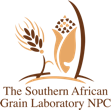 The Southern African
Grain Laboratory NPC